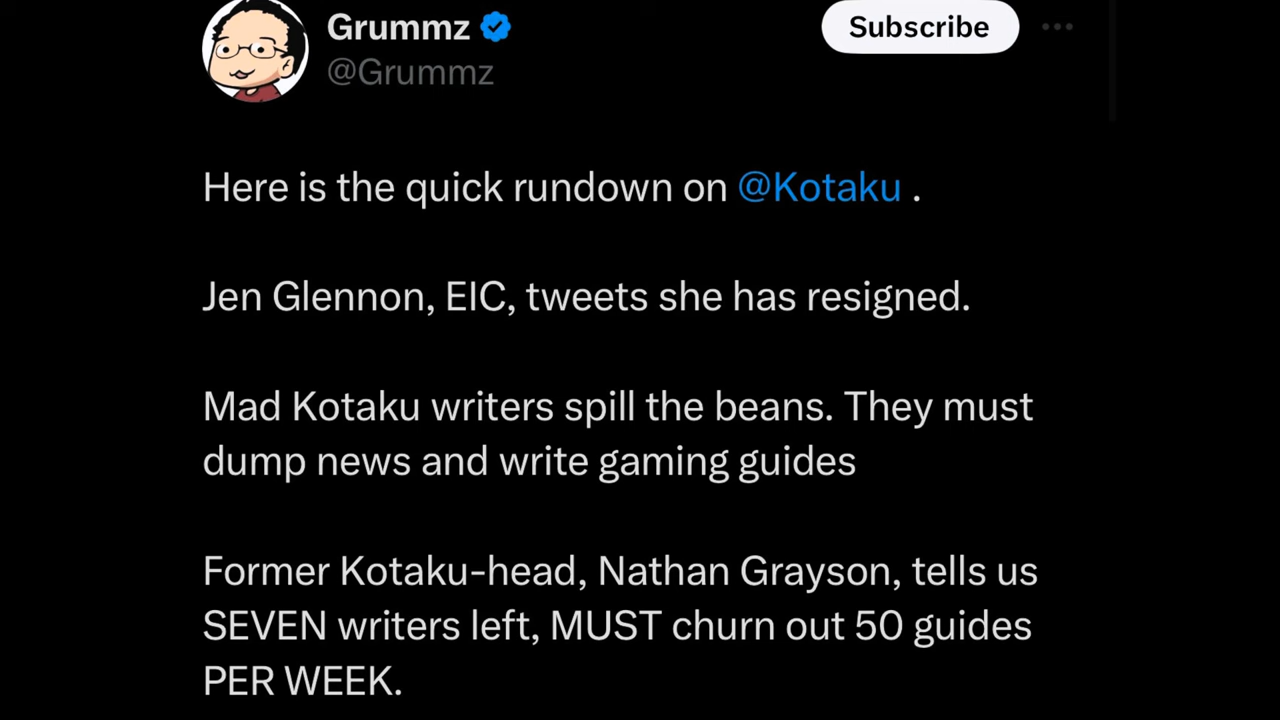 Grummz
Subscribe
@Grummz
Here is the quick rundown on @Kotaku .
Jen Glennon, EIC, tweets she has resigned.
Mad Kotaku writers spill the beans. They must
dump news and write gaming guides
Former Kotaku-head, Nathan Grayson, tells us
SEVEN writers left, MUST churn out 50 guides
PER WEEK.